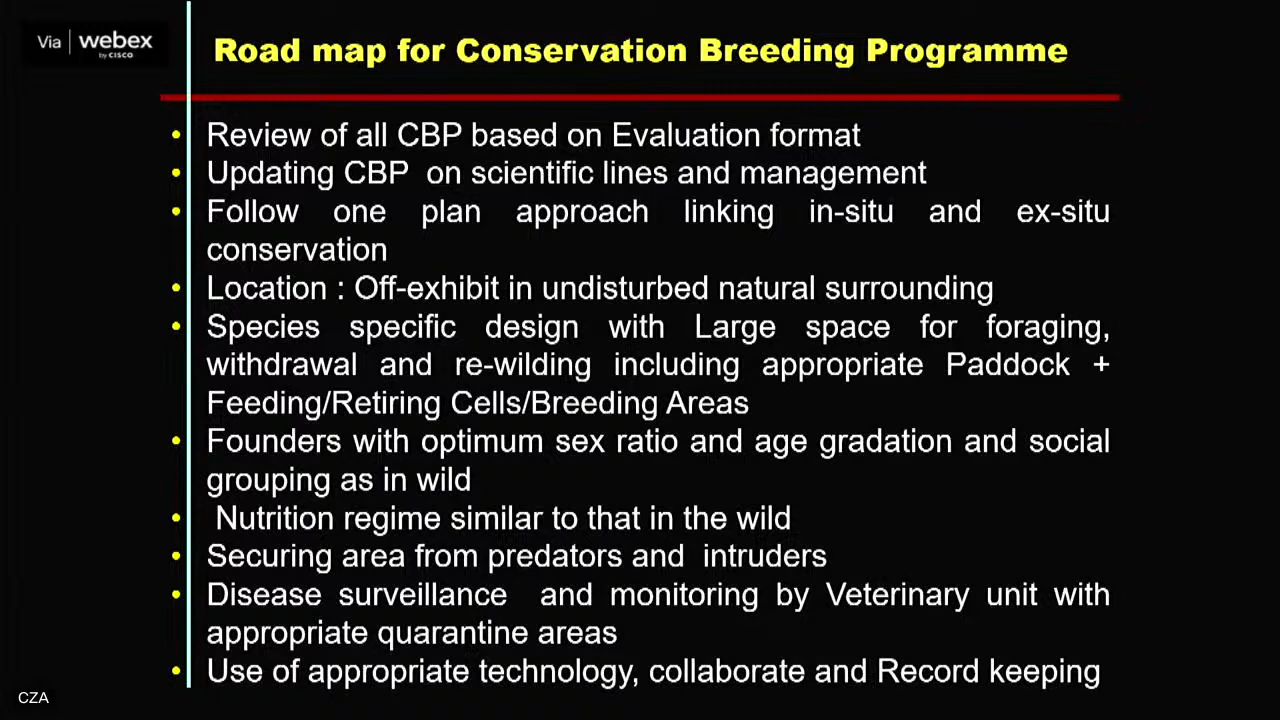 Via | webex
by CISCO
Road map for Conservation Breeding Programme
• Review of all CBP based on Evaluation format
• Updating CBP on scientific lines and management
• Follow one plan approach linking in-situ and ex-situ
conservation
• Location : Off-exhibit in undisturbed natural surrounding
• Species specific design with Large space for foraging,
withdrawal and re-wilding including appropriate Paddock +
Feeding/Retiring Cells/Breeding Areas
• Founders with optimum sex ratio and age gradation and social
grouping as in wild
• Nutrition regime similar to that in the wild
• Securing area from predators and intruders
• Disease surveillance and monitoring by Veterinary unit with
appropriate quarantine areas
• Use of appropriate technology, collaborate and Record keeping
CZA